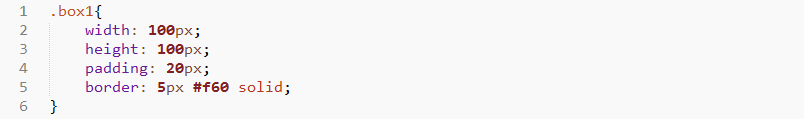 1 .box1{
2     width: 100px;
3     height: 100px;
4     padding: 20px;
5     border: 5px #f60 solid;
6 }